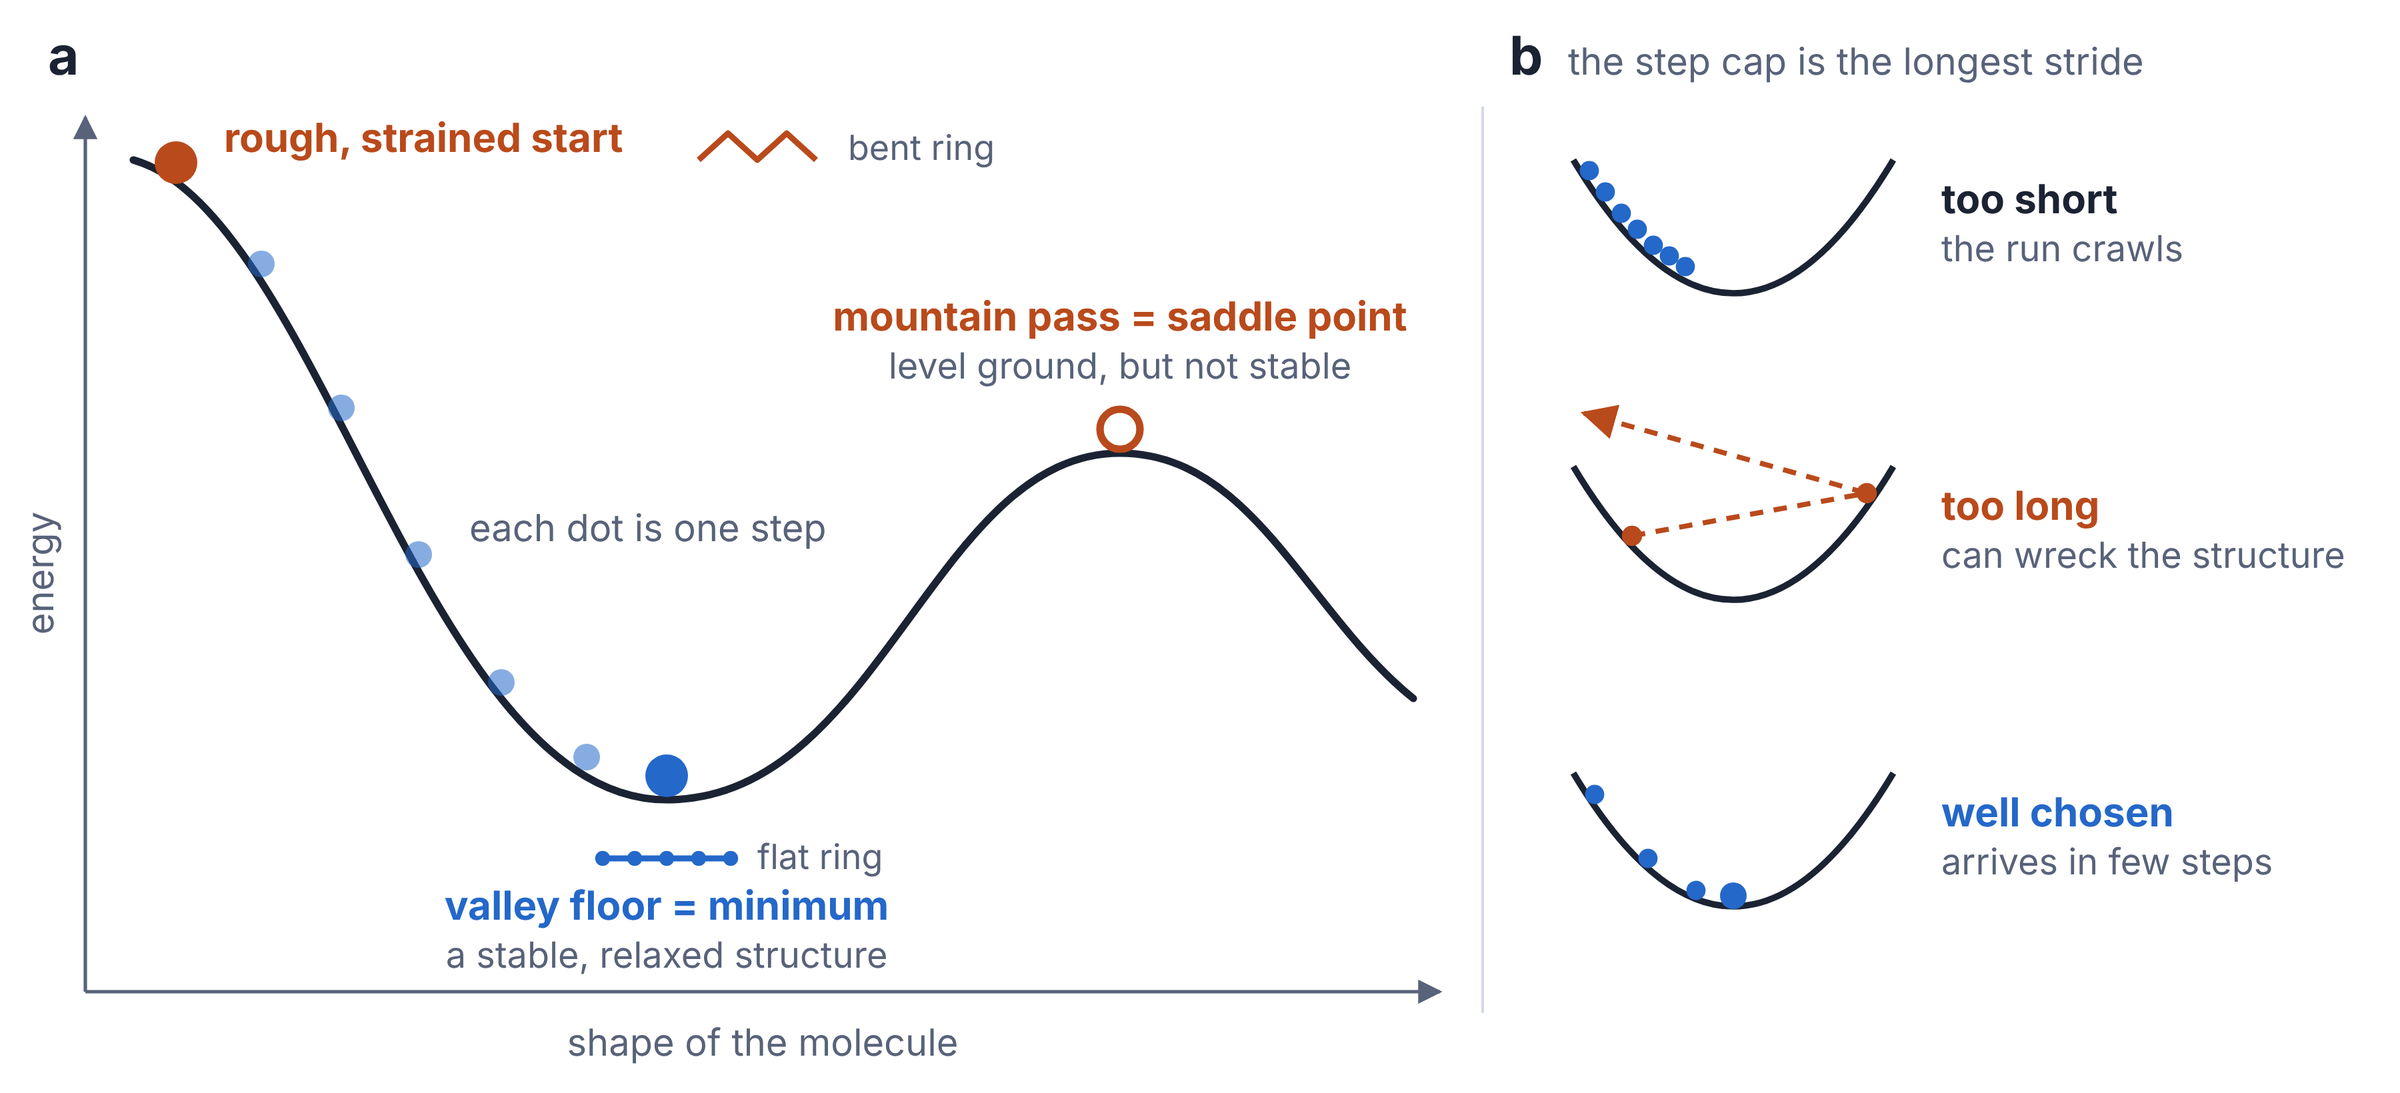 a
rough, strained start
bent ring
mountain pass = saddle point
level ground, but not stable
each dot is one step
energy
flat ring
valley floor = minimum
a stable, relaxed structure
shape of the molecule
b the step cap is the longest stride
too short
the run crawls
too long
can wreck the structure
well chosen
arrives in few steps